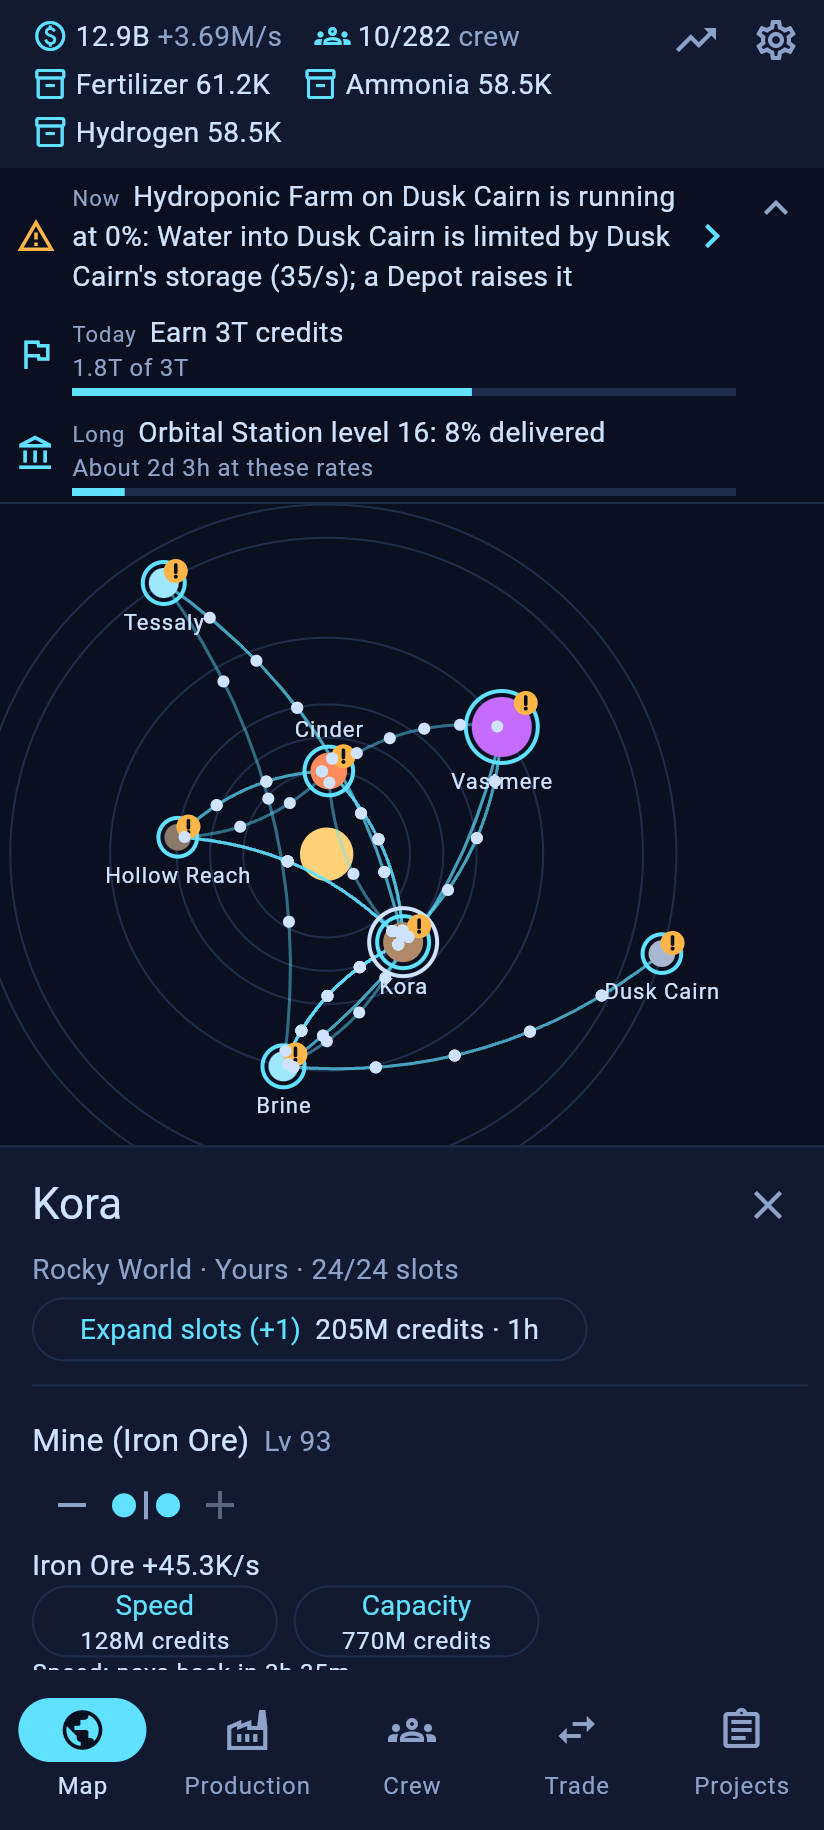 12.9B +3.69M/s 10/282 crew
Fertilizer 61.2K Ammonia 58.5K
Hydrogen 58.5K
Now Hydroponic Farm on Dusk Cairn is running
at 0%: Water into Dusk Cairn is limited by Dusk
Cairn's storage (35/s); a Depot raises it
Today Earn 3T credits
1.8T of 3T
Long Orbital Station level 16: 8% delivered
About 2d 3h at these rates
Tessaly
Cinder
Vastmere
Hollow Reach
Kora
Dusk Cairn
Brine
Kora
Rocky World · Yours · 24/24 slots
Expand slots (+1) 205M credits · 1h
Mine (Iron Ore) Lv 93
Iron Ore +45.3K/s
Speed Capacity
128M credits 770M credits
Map Production Crew Trade Projects